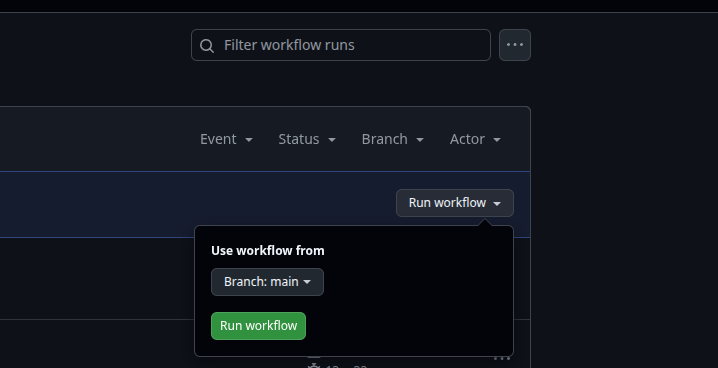 Filter workflow runs
Event Status Branch Actor
Run workflow
Use workflow from
Branch: main
Run workflow